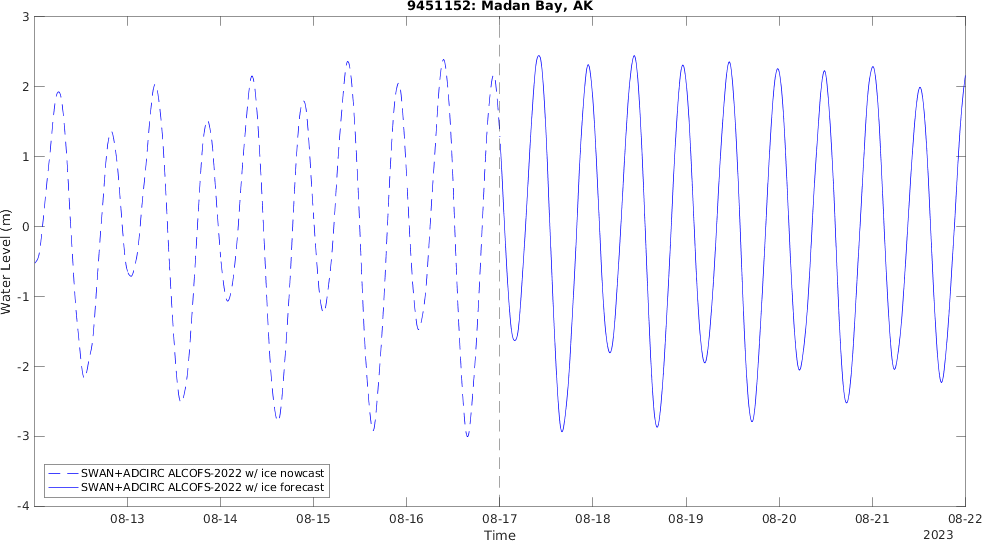 9451152: Madan Bay, AK
Water Level (m)
3
2
1
0
-1
-2
-3
-4
SWAN+ADCIRC ALCOFS-2022 w/ ice nowcast
SWAN+ADCIRC ALCOFS-2022 w/ ice forecast
08-13 08-14 08-15 08-16 08-17 08-18 08-19 08-20 08-21 08-22
Time
2023